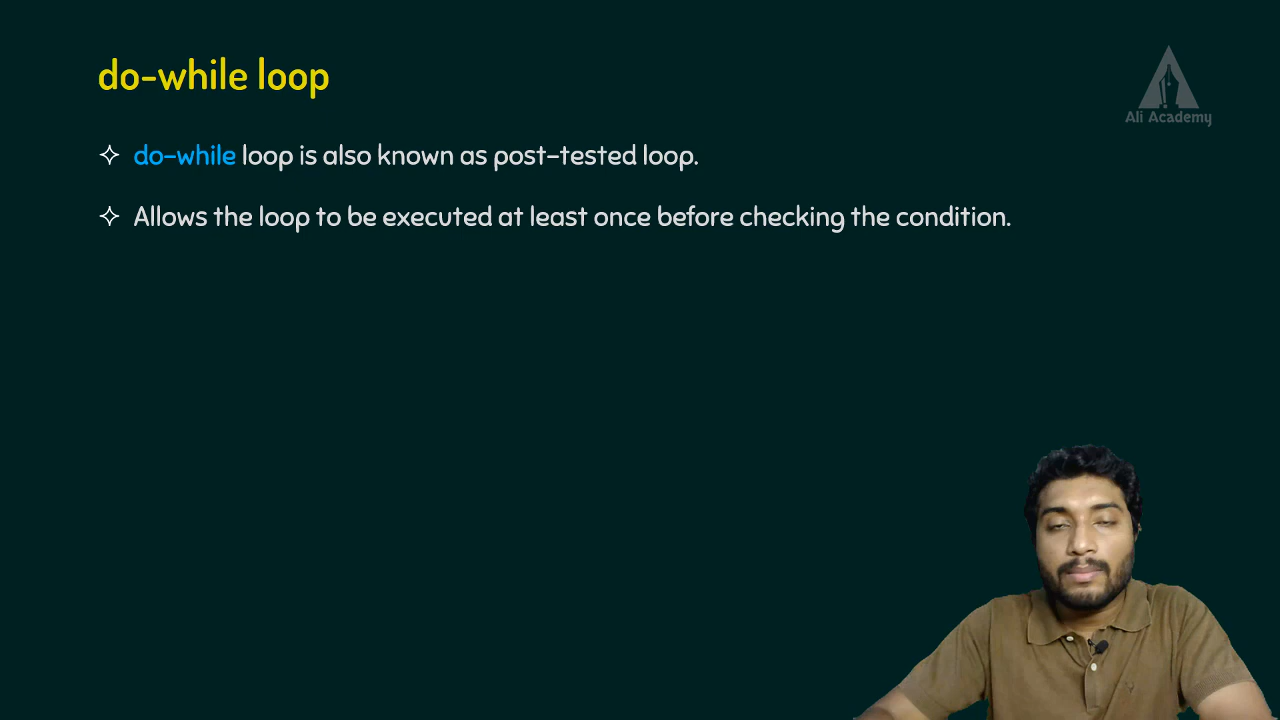 do-while loop
Ali Academy
do-while loop is also known as post-tested loop.
Allows the loop to be executed at least once before checking the condition.